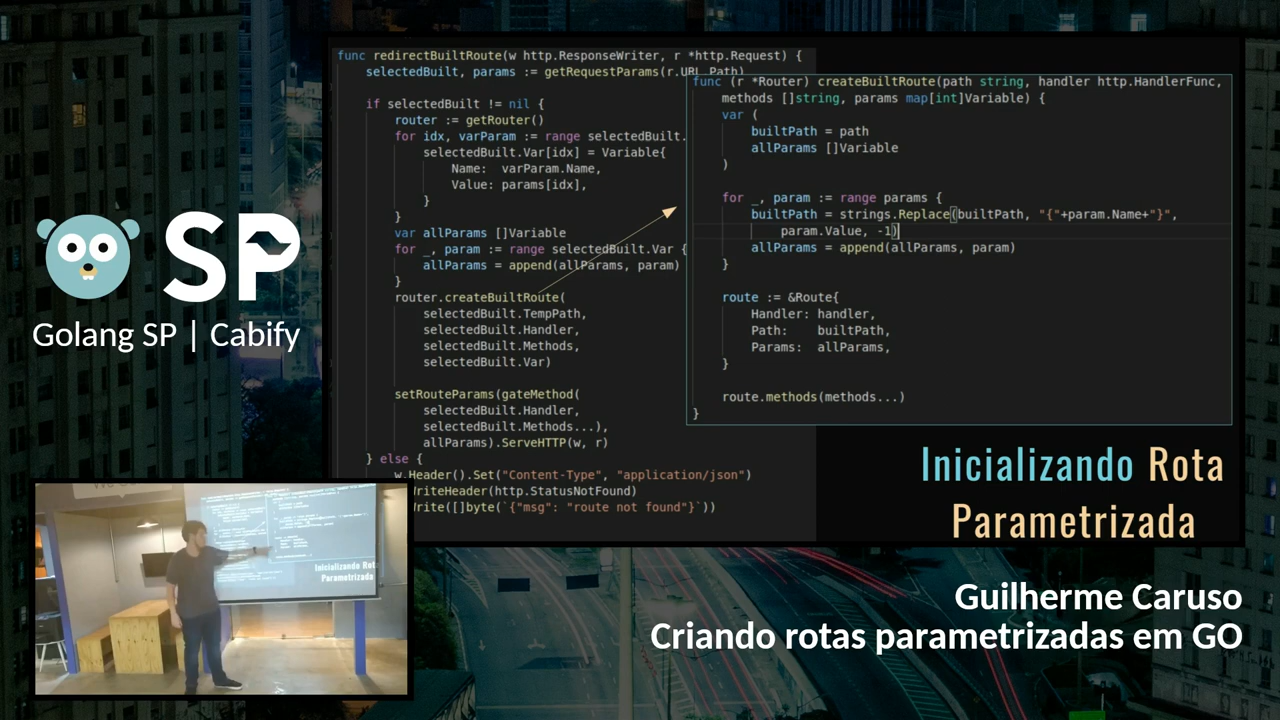 func redirectBuiltRoute(w http.ResponseWriter, r *http.Request) {
selectedBuilt, params := getRequestParams(r.URL.Path)
if selectedBuilt != nil {
router := getRouter()
for idx, varParam := range selectedBuilt.
selectedBuilt.Var[idx] = Variable{
Name:  varParam.Name,
Value: params[idx],
}
}
var allParams []Variable
for _, param := range selectedBuilt.Var {
allParams = append(allParams, param)
}
router.createBuiltRoute(
selectedBuilt.TempPath,
selectedBuilt.Handler,
selectedBuilt.Methods,
selectedBuilt.Var)
setRouteParams(gateMethod(
selectedBuilt.Handler,
selectedBuilt.Methods...),
allParams).ServeHTTP(w, r)
} else {
w.Header().Set("Content-Type", "application/json")
riteHeader(http.StatusNotFound)
rite([]byte(`{"msg": "route not found"}`))
func (r *Router) createBuiltRoute(path string, handler http.HandlerFunc,
methods []string, params map[int]Variable) {
var (
builtPath = path
allParams []Variable
)
for _, param := range params {
builtPath = strings.Replace(builtPath, "{"+param.Name+"}",
param.Value, -1)
allParams = append(allParams, param)
}
route := &Route{
Handler: handler,
Path:    builtPath,
Params:  allParams,
}
route.methods(methods...)
}
Inicializando Rota
Parametrizada
SP
Golang SP | Cabify
Inicializando Rot
Parametrizada
Guilherme Caruso
Criando rotas parametrizadas em GO